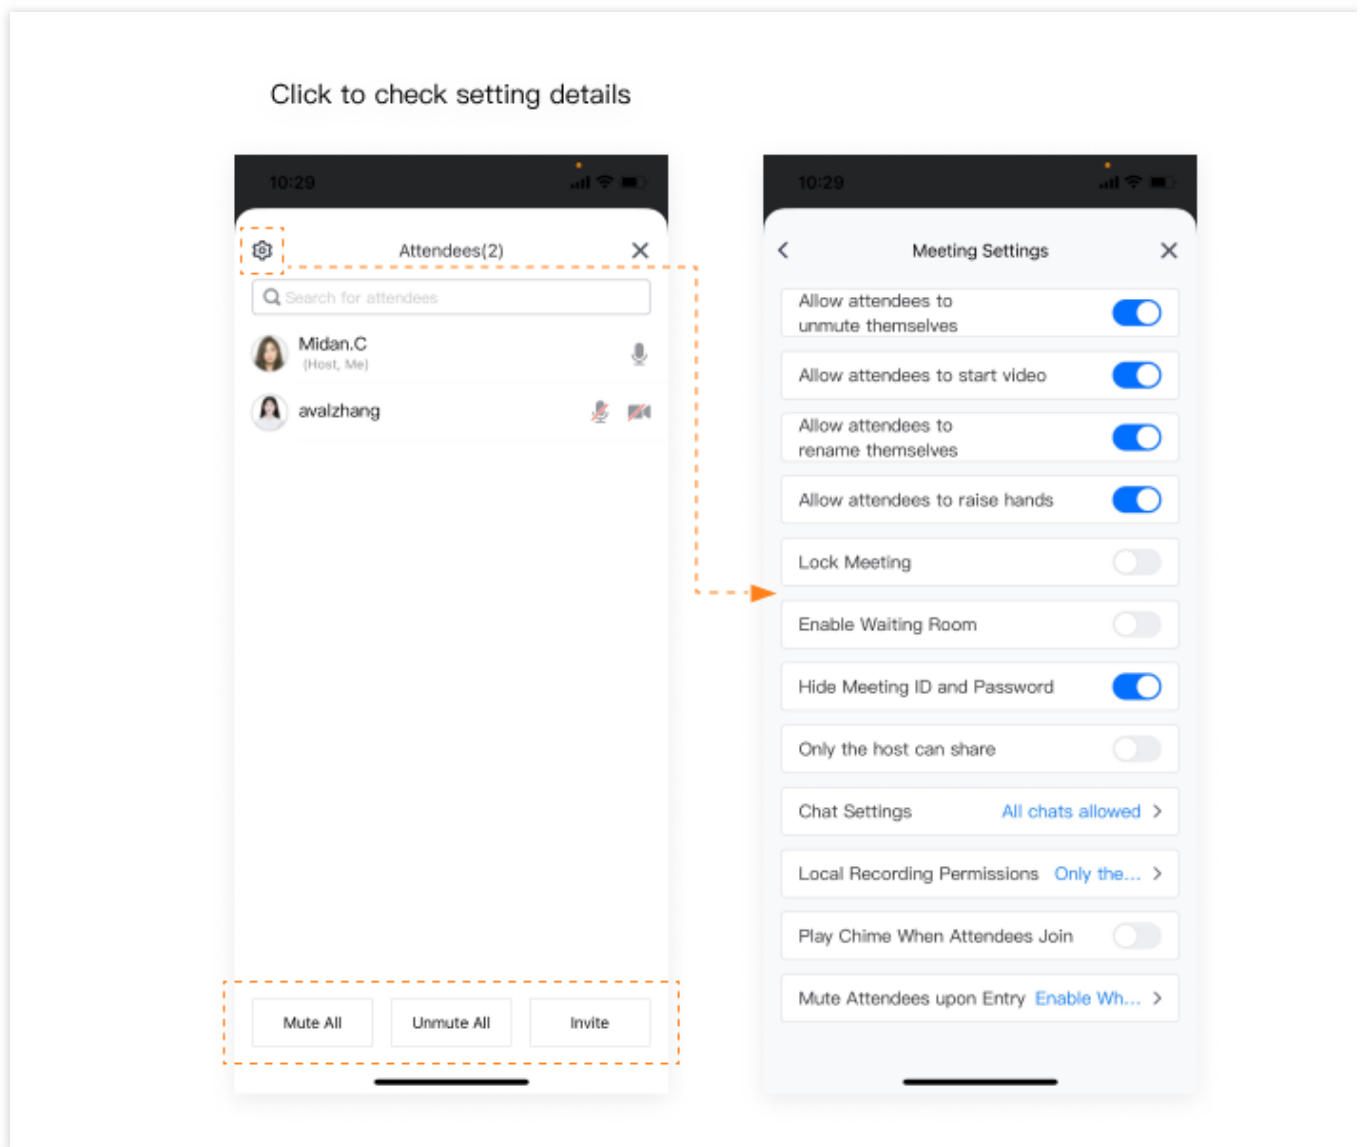 Click to check setting details
10:29
Attendees(2)
Search for attendees
Midan.C
(Host, Me)
avalzhang
Mute All
Unmute All
Invite
10:29
Meeting Settings
Allow attendees to
unmute themselves
Allow attendees to start video
Allow attendees to
rename themselves
Allow attendees to raise hands
Lock Meeting
Enable Waiting Room
Hide Meeting ID and Password
Only the host can share
Chat Settings All chats allowed
Local Recording Permissions Only the...
Play Chime When Attendees Join
Mute Attendees upon Entry Enable Wh...